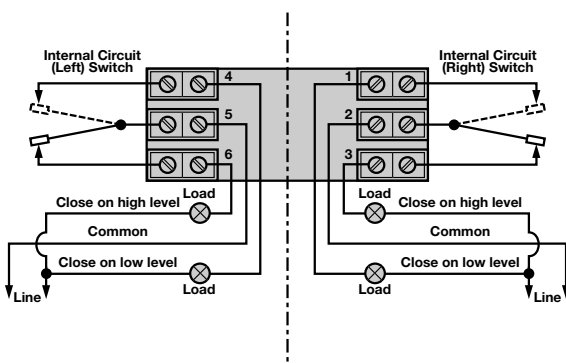 Internal Circuit
(Left) Switch
Internal Circuit
(Right) Switch
4
1
5
2
6
3
Load
Load
Close on high level
Close on high level
Common
Common
Close on low level
Close on low level
Line
Load
Load
Line